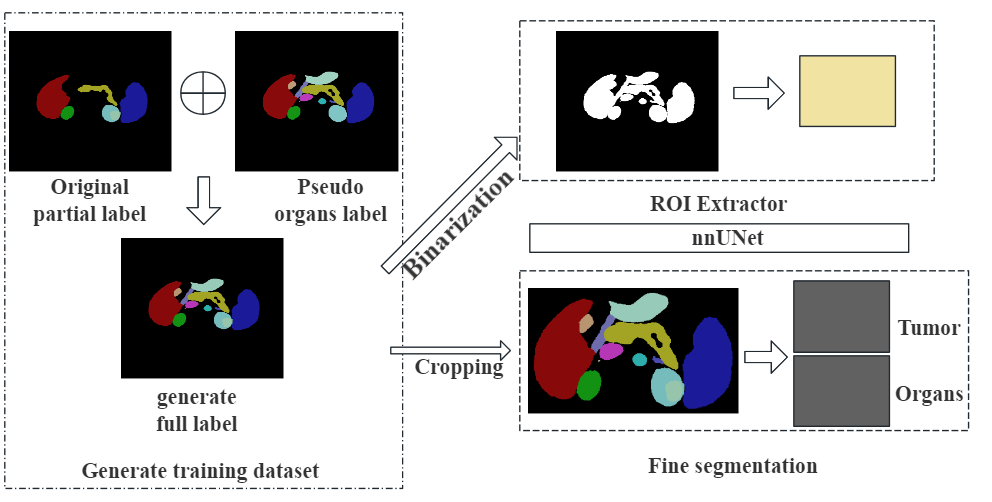 Original
partial label
Pseudo
organs label
generate
full label
Generate training dataset
Binarization
Cropping
ROI Extractor
nnUNet
Tumor
Organs
Fine segmentation